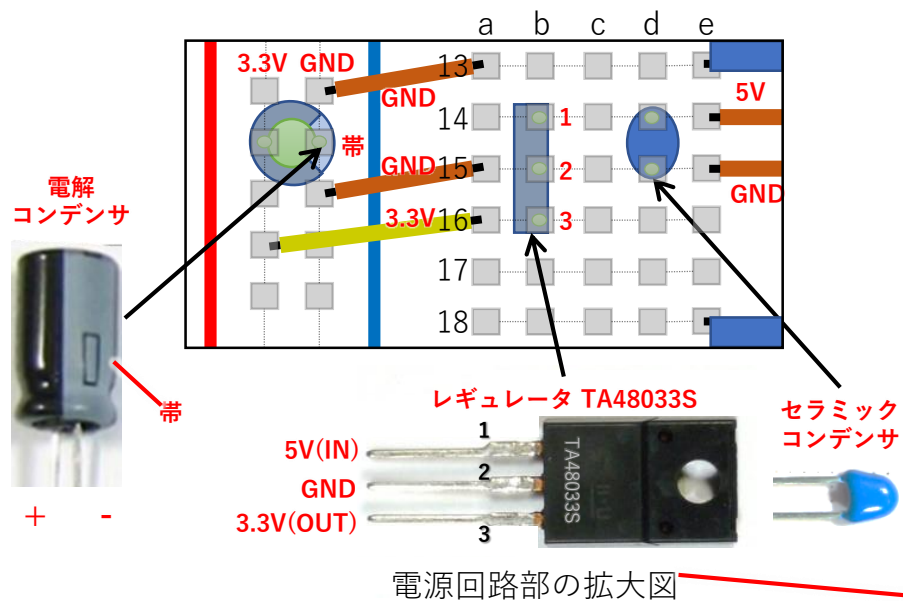 a b c d e
3.3V GND
13
GND
5V
14
1
帯
15
GND
2
GND
電解
コンデンサ
16
3.3V
3
17
18
レギュレータ TA48033S
セラミック
コンデンサ
帯
1
5V(IN)
2
GND
3.3V(OUT)
3
TA48033S
+ -
電源回路部の拡大図